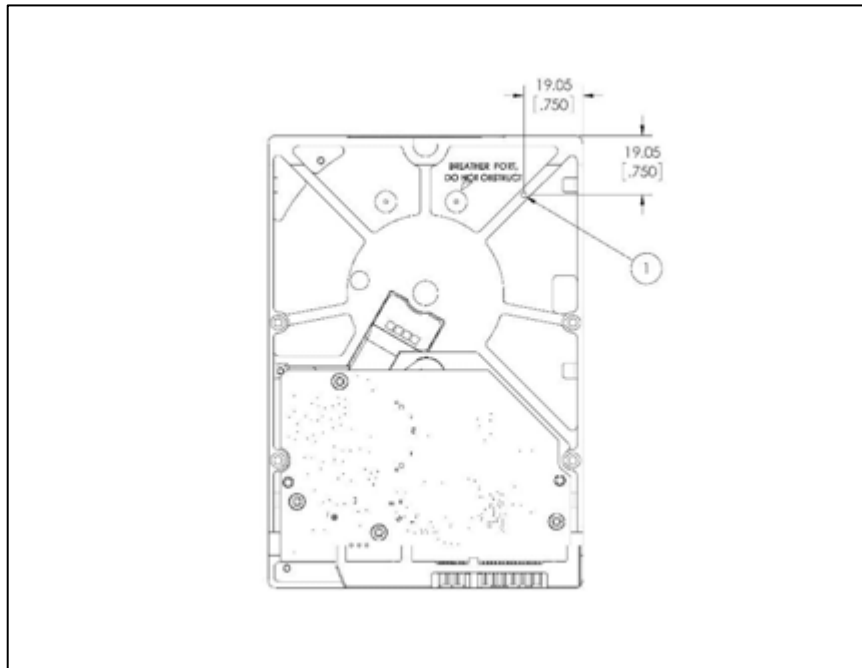 19.05
[.750]
19.05
[.750]
BREATHER PORT,
DO NOT OBSTRUCT
1